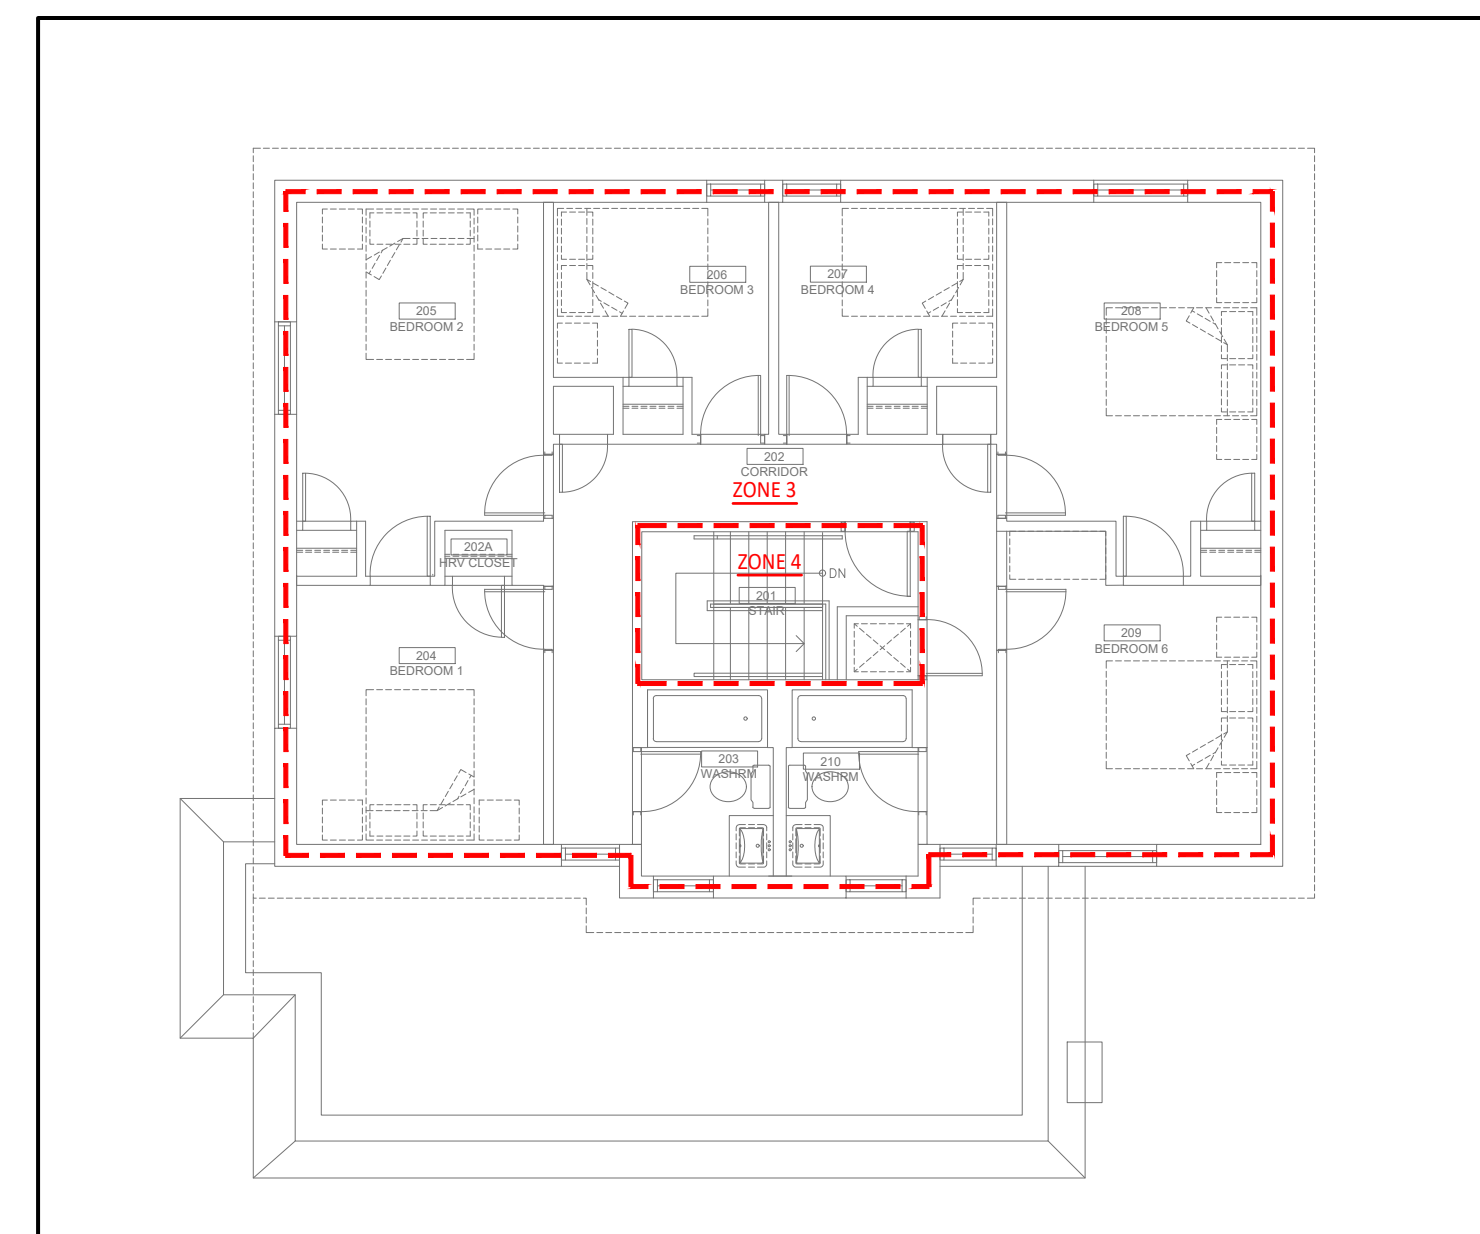 206
BEDROOM 3
207
BEDROOM 4
205
BEDROOM 2
208
BEDROOM 5
202
CORRIDOR
ZONE 3
202A
HRV CLOSET
ZONE 4
DN
201
STAIR
204
BEDROOM 1
209
BEDROOM 6
203
WASHRM
210
WASHRM